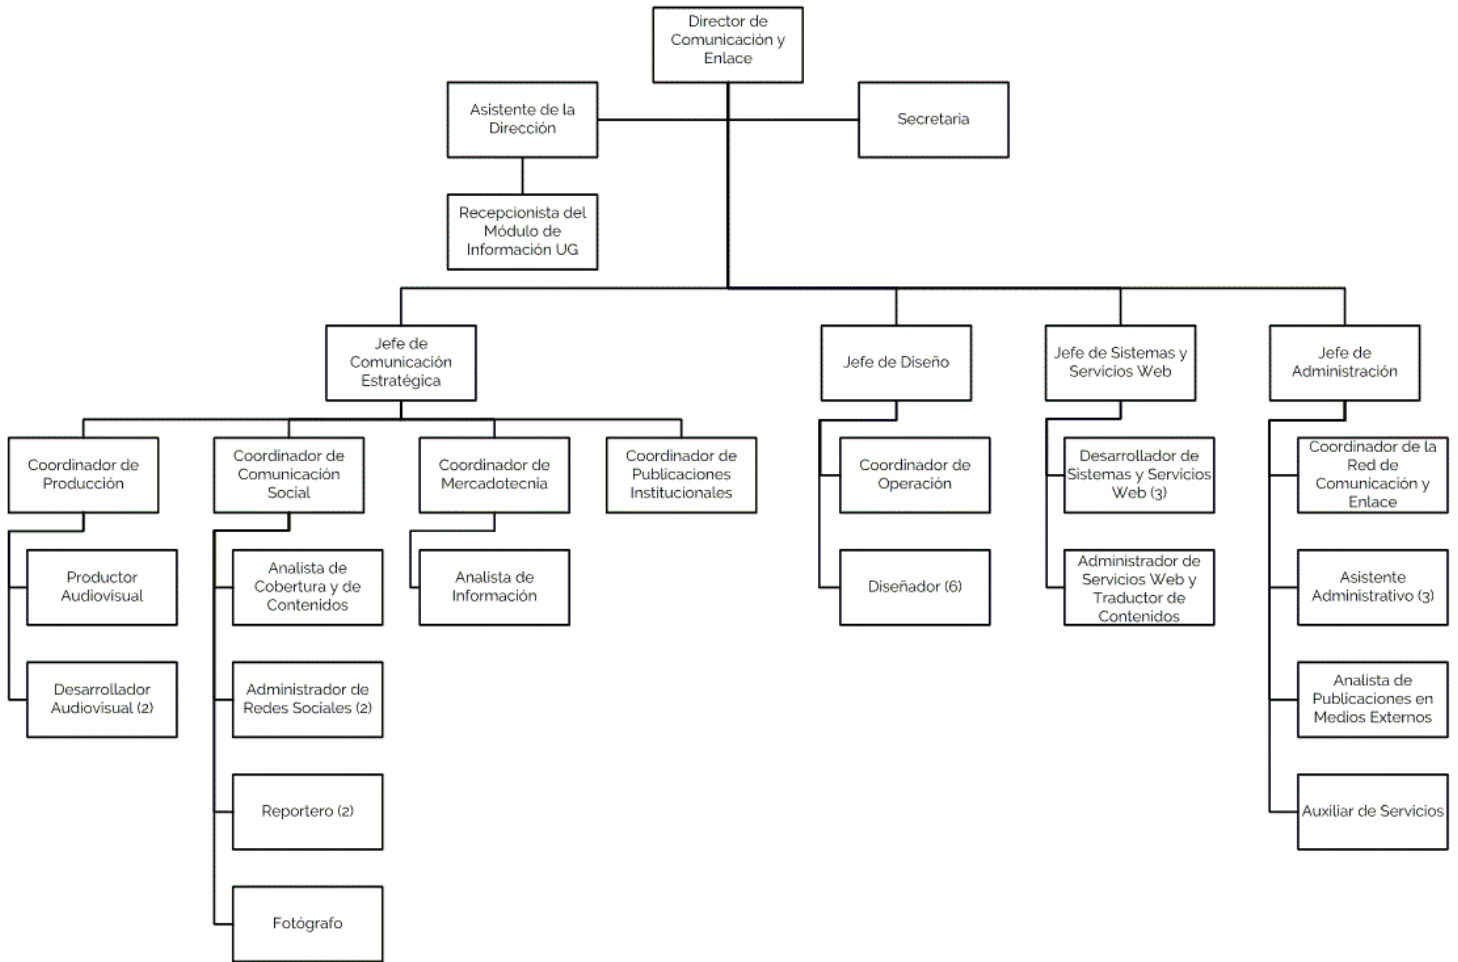 Director de
Comunicación y
Enlace
Asistente de la
Dirección
Secretaria
Recepcionista del
Módulo de
Información UG
Jefe de
Comunicación
Estratégica
Jefe de Diseño
Jefe de Sistemas y
Servicios Web
Jefe de
Administración
Coordinador de
Producción
Coordinador de
Comunicación
Social
Coordinador de
Mercadotecnia
Coordinador de
Publicaciones
Institucionales
Coordinador de
Operación
Desarrollador de
Sistemas y Servicios
Web (3)
Coordinador de la
Red de
Comunicación y
Enlace
Productor
Audiovisual
Analista de
Cobertura y de
Contenidos
Analista de
Información
Diseñador (6)
Administrador de
Servicios Web y
Traductor de
Contenidos
Asistente
Administrativo (3)
Desarrollador
Audiovisual (2)
Administrador de
Redes Sociales (2)
Analista de
Publicaciones en
Medios Externos
Reportero (2)
Auxiliar de Servicios
Fotógrafo